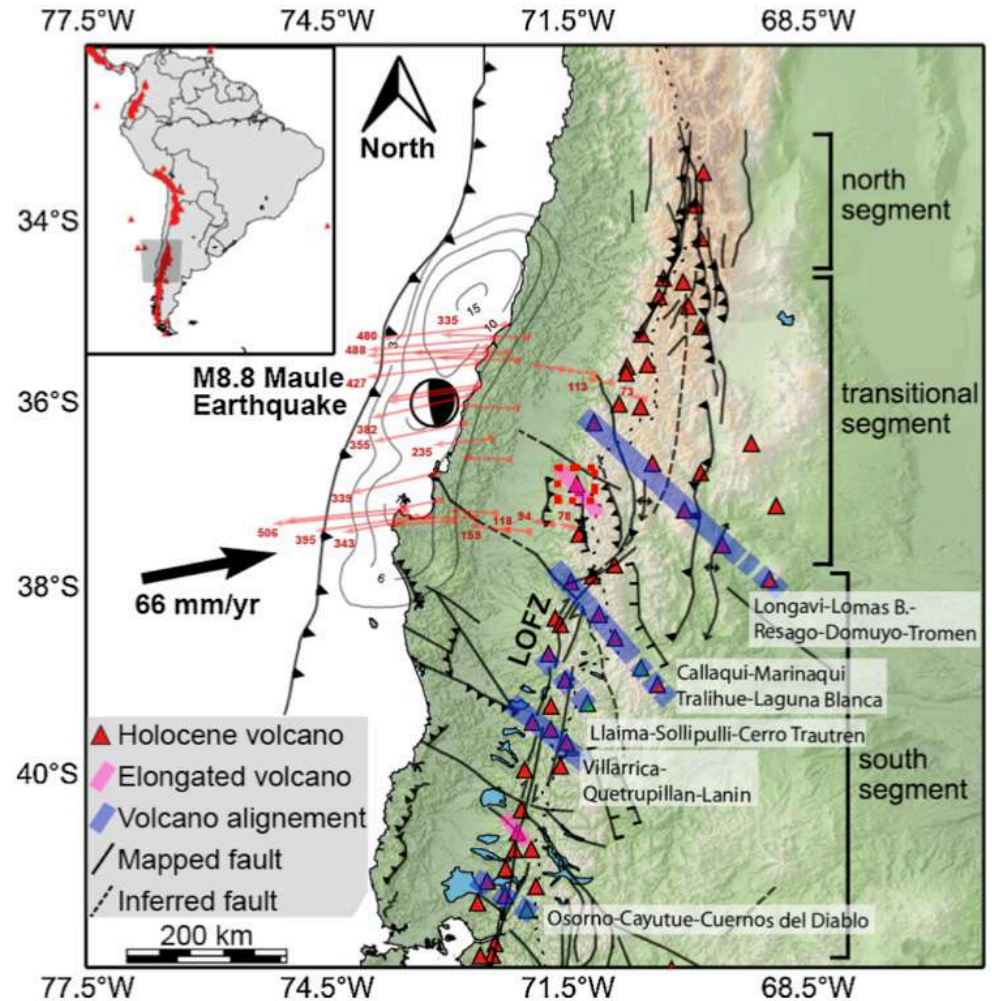 77.5°W
74.5°W
71.5°W
68.5°W
North
34°S
36°S
38°S
40°S
north
segment
transitional
segment
south
segment
15
10
3
6
335
480
488
427
M8.8 Maule
Earthquake
382
355
235
339
506
395
343
118
159
94
78
113
73
66 mm/yr
LOFZ
Longavi-Lomas B.-
Resago-Domuyo-Tromen
Callaqui-Marinaqui
Tralihue-Laguna Blanca
Llaima-Sollipulli-Cerro Trautren
Villarrica-
Quetrupillan-Lanin
Osorno-Cayutue-Cuernos del Diablo
Holocene volcano
Elongated volcano
Volcano alignement
Mapped fault
Inferred fault
200 km
77.5°W
74.5°W
71.5°W
68.5°W